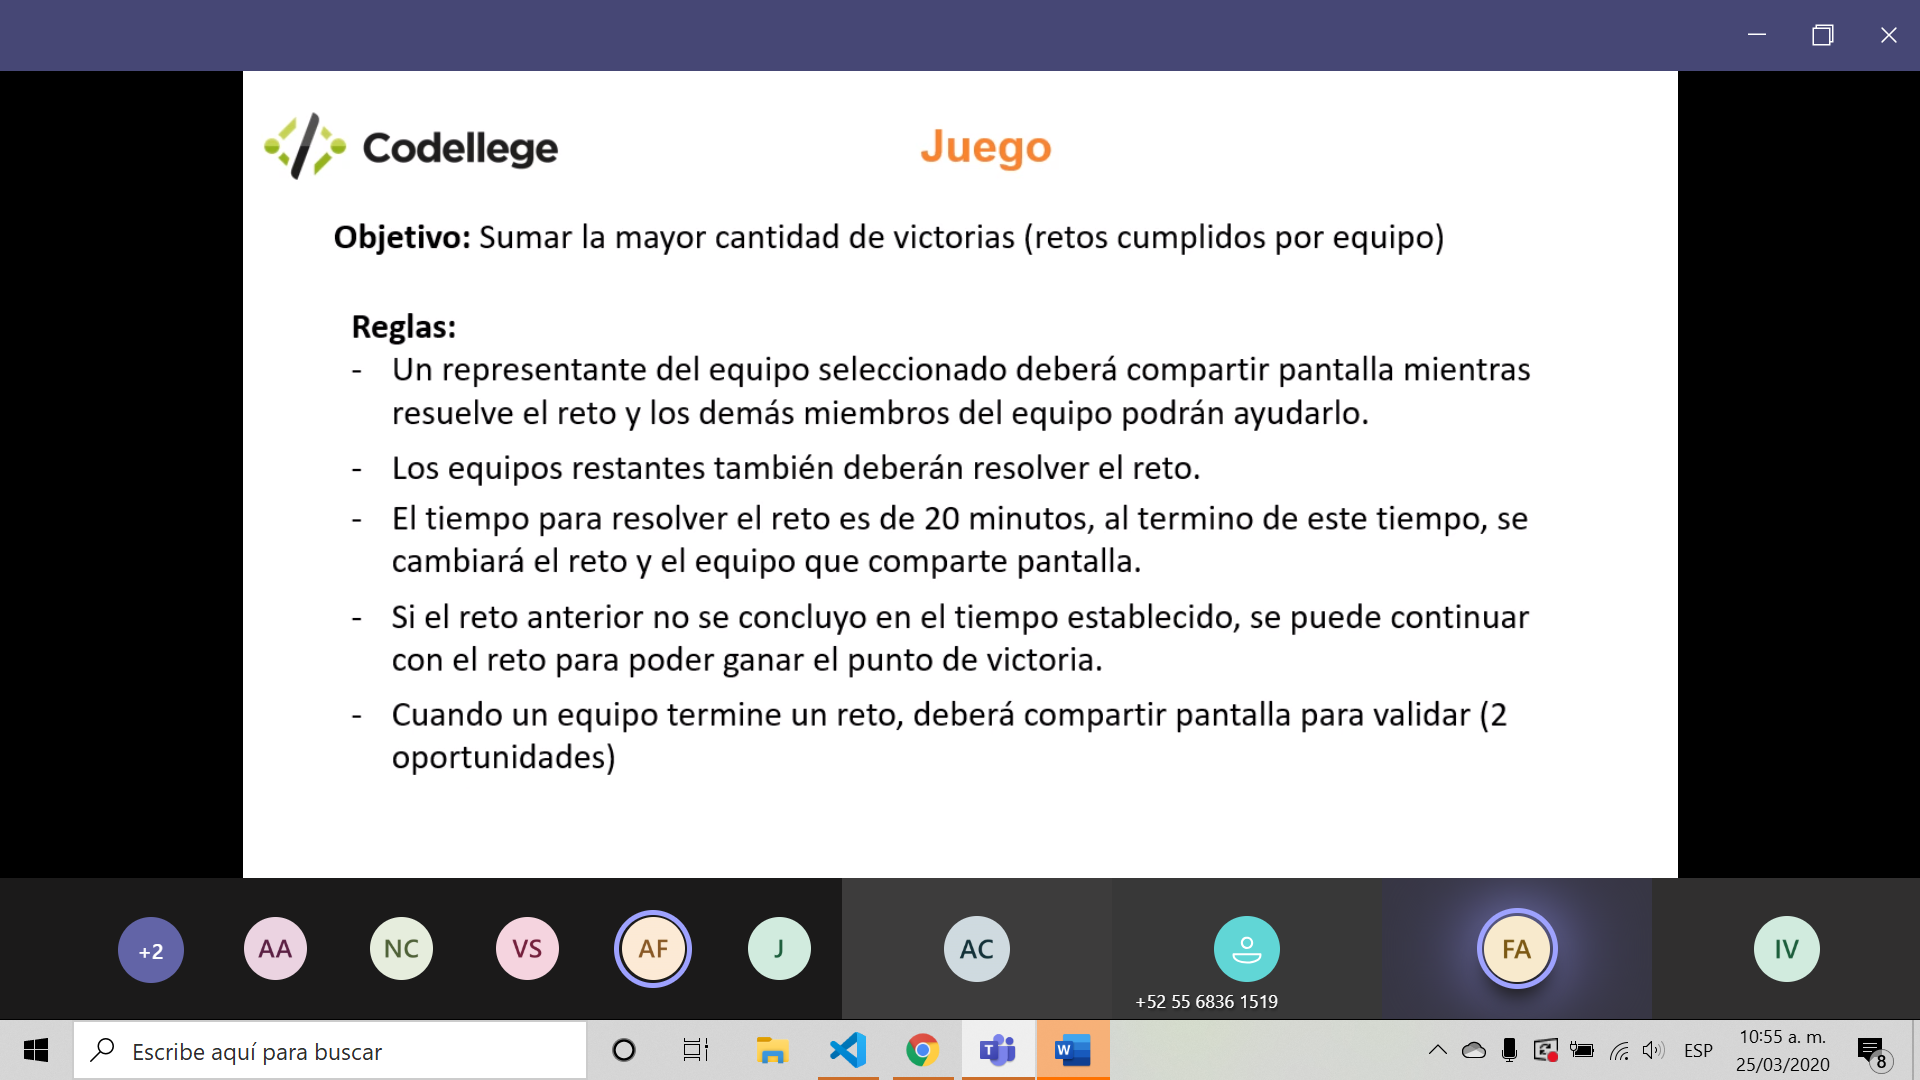 Codellege
Juego
Objetivo: Sumar la mayor cantidad de victorias (retos cumplidos por equipo)
Reglas:
- Un representante del equipo seleccionado deberá compartir pantalla mientras
resuelve el reto y los demás miembros del equipo podrán ayudarlo.
- Los equipos restantes también deberán resolver el reto.
- El tiempo para resolver el reto es de 20 minutos, al termino de este tiempo, se
cambiará el reto y el equipo que comparte pantalla.
- Si el reto anterior no se concluyo en el tiempo establecido, se puede continuar
con el reto para poder ganar el punto de victoria.
- Cuando un equipo termine un reto, deberá compartir pantalla para validar (2
oportunidades)
+2
AA
NC
VS
AF
J
AC
+52 55 6836 1519
FA
IV
Escribe aquí para buscar
T
W
ESP
10:55 a. m.
25/03/2020
8